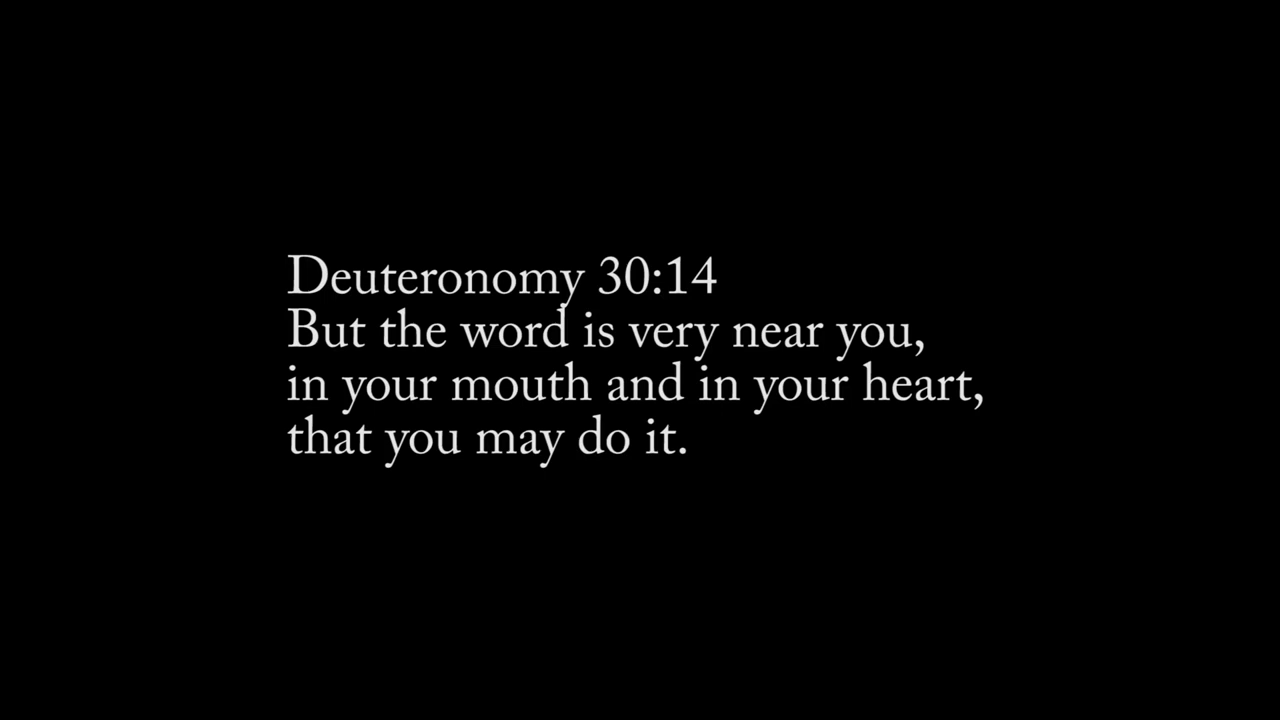 Deuteronomy 30:14
But the word is very near you,
in your mouth and in your heart,
that you may do it.